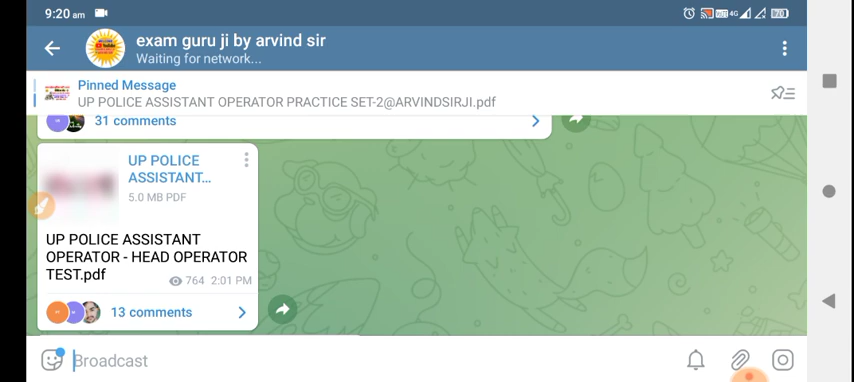 9:20 am
4G
exam guru ji by arvind sir
Waiting for network...
Pinned Message
UP POLICE ASSISTANT OPERATOR PRACTICE SET-2@ARVINDSIRJI.pdf
31 comments
UP POLICE
ASSISTANT...
5.0 MB PDF
UP POLICE ASSISTANT
OPERATOR - HEAD OPERATOR
TEST.pdf
764 2:01 PM
13 comments
Broadcast